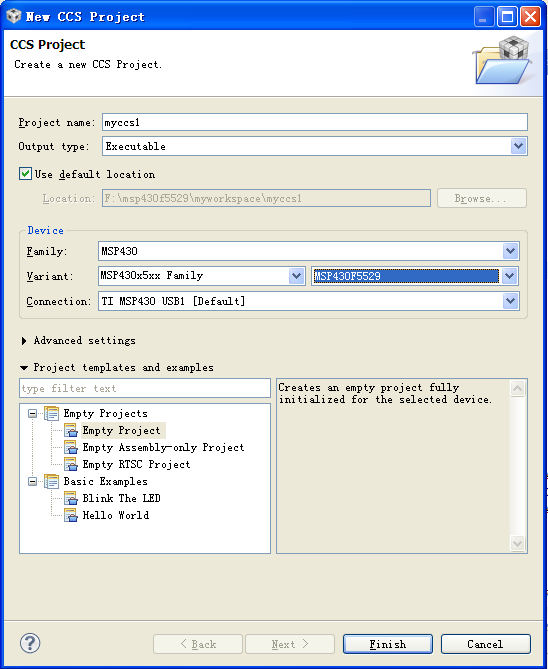 New CCS Project
CCS Project
Create a new CCS Project.
Project name: myccs1
Output type: Executable
Use default location
Location: F:\msp430f5529\myworkspace\myccs1 Browse...
Device
Family: MSP430
Variant: MSP430x5xx Family MSP430F5529
Connection: TI MSP430 USB1 [Default]
Advanced settings
Project templates and examples
type filter text
Empty Projects
Empty Project
Empty Assembly-only Project
Empty RTSC Project
Basic Examples
Blink The LED
Hello World
Creates an empty project fully
initialized for the selected device.
?
< Back Next > Finish Cancel